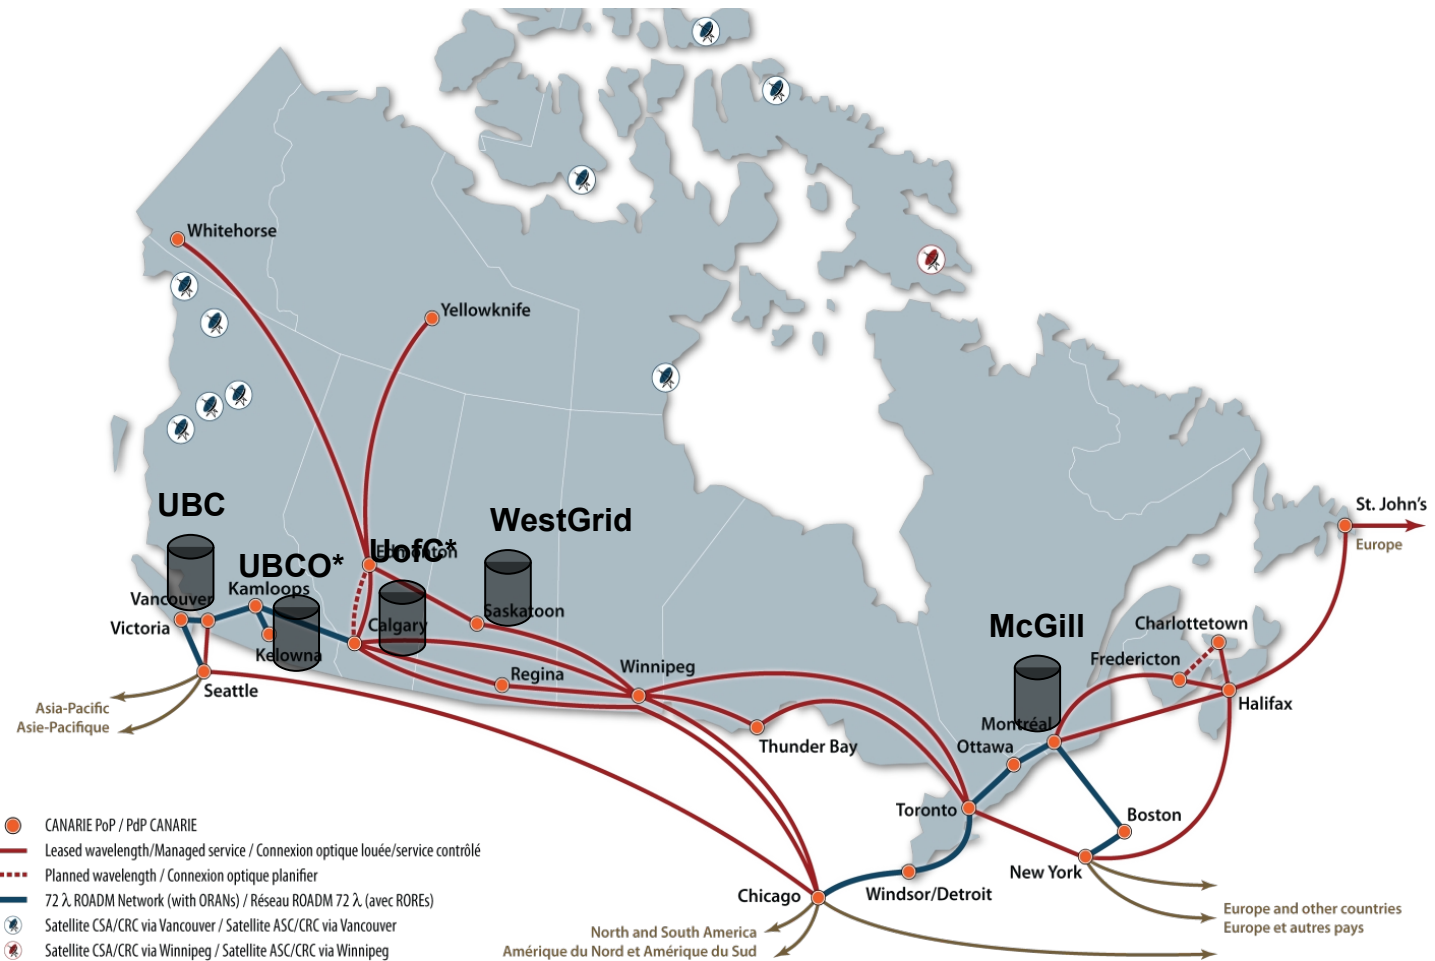 Whitehorse
Yellowknife
UBC
WestGrid
St. John's
Europe
UBCO*
UofC*
Edmonton
Kamloops
Vancouver
Saskatoon
Victoria
Calgary
McGill
Charlottetown
Kelowna
Fredericton
Winnipeg
Regina
Seattle
Halifax
Asia-Pacific
Asie-Pacifique
Montréal
Ottawa
Thunder Bay
Toronto
Boston
New York
Windsor/Detroit
Chicago
Europe and other countries
Europe et autres pays
North and South America
Amérique du Nord et Amérique du Sud
CANARIE PoP / PdP CANARIE
Leased wavelength/Managed service / Connexion optique louée/service contrôlé
Planned wavelength / Connexion optique planifier
72 λ ROADM Network (with ORANs) / Réseau ROADM 72 λ (avec ROREs)
Satellite CSA/CRC via Vancouver / Satellite ASC/CRC via Vancouver
Satellite CSA/CRC via Winnipeg / Satellite ASC/CRC via Winnipeg